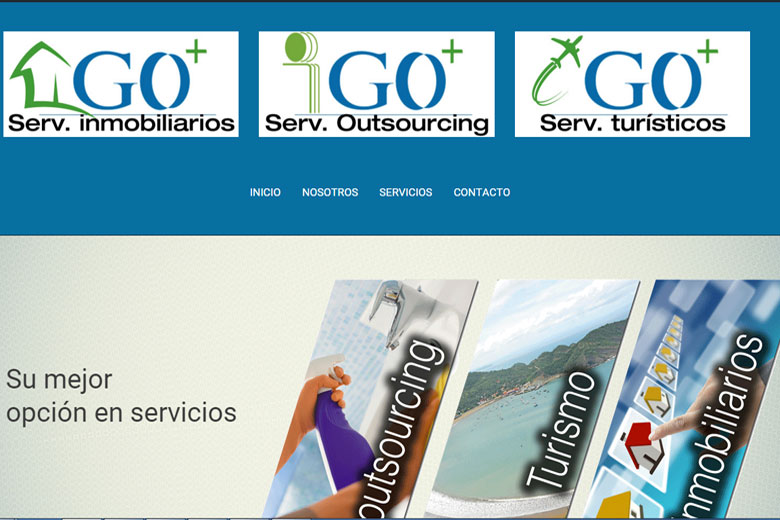 GO+
Serv. inmobiliarios
GO+
Serv. Outsourcing
GO+
Serv. turísticos
INICIO NOSOTROS SERVICIOS CONTACTO
Su mejor
opción en servicios
outsourcing
Turismo
inmobiliarios